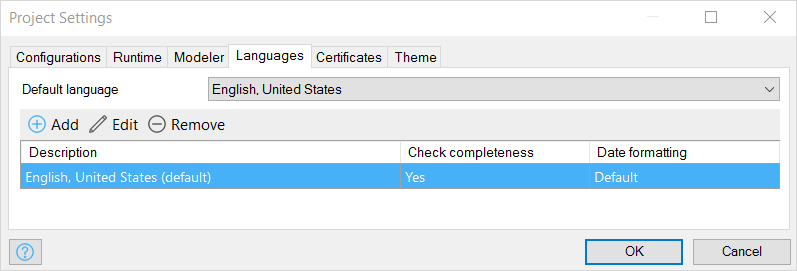 Project Settings
Configurations Runtime Modeler Languages Certificates Theme
Default language English, United States
Add Edit Remove
Description Check completeness Date formatting
English, United States (default) Yes Default
? OK Cancel